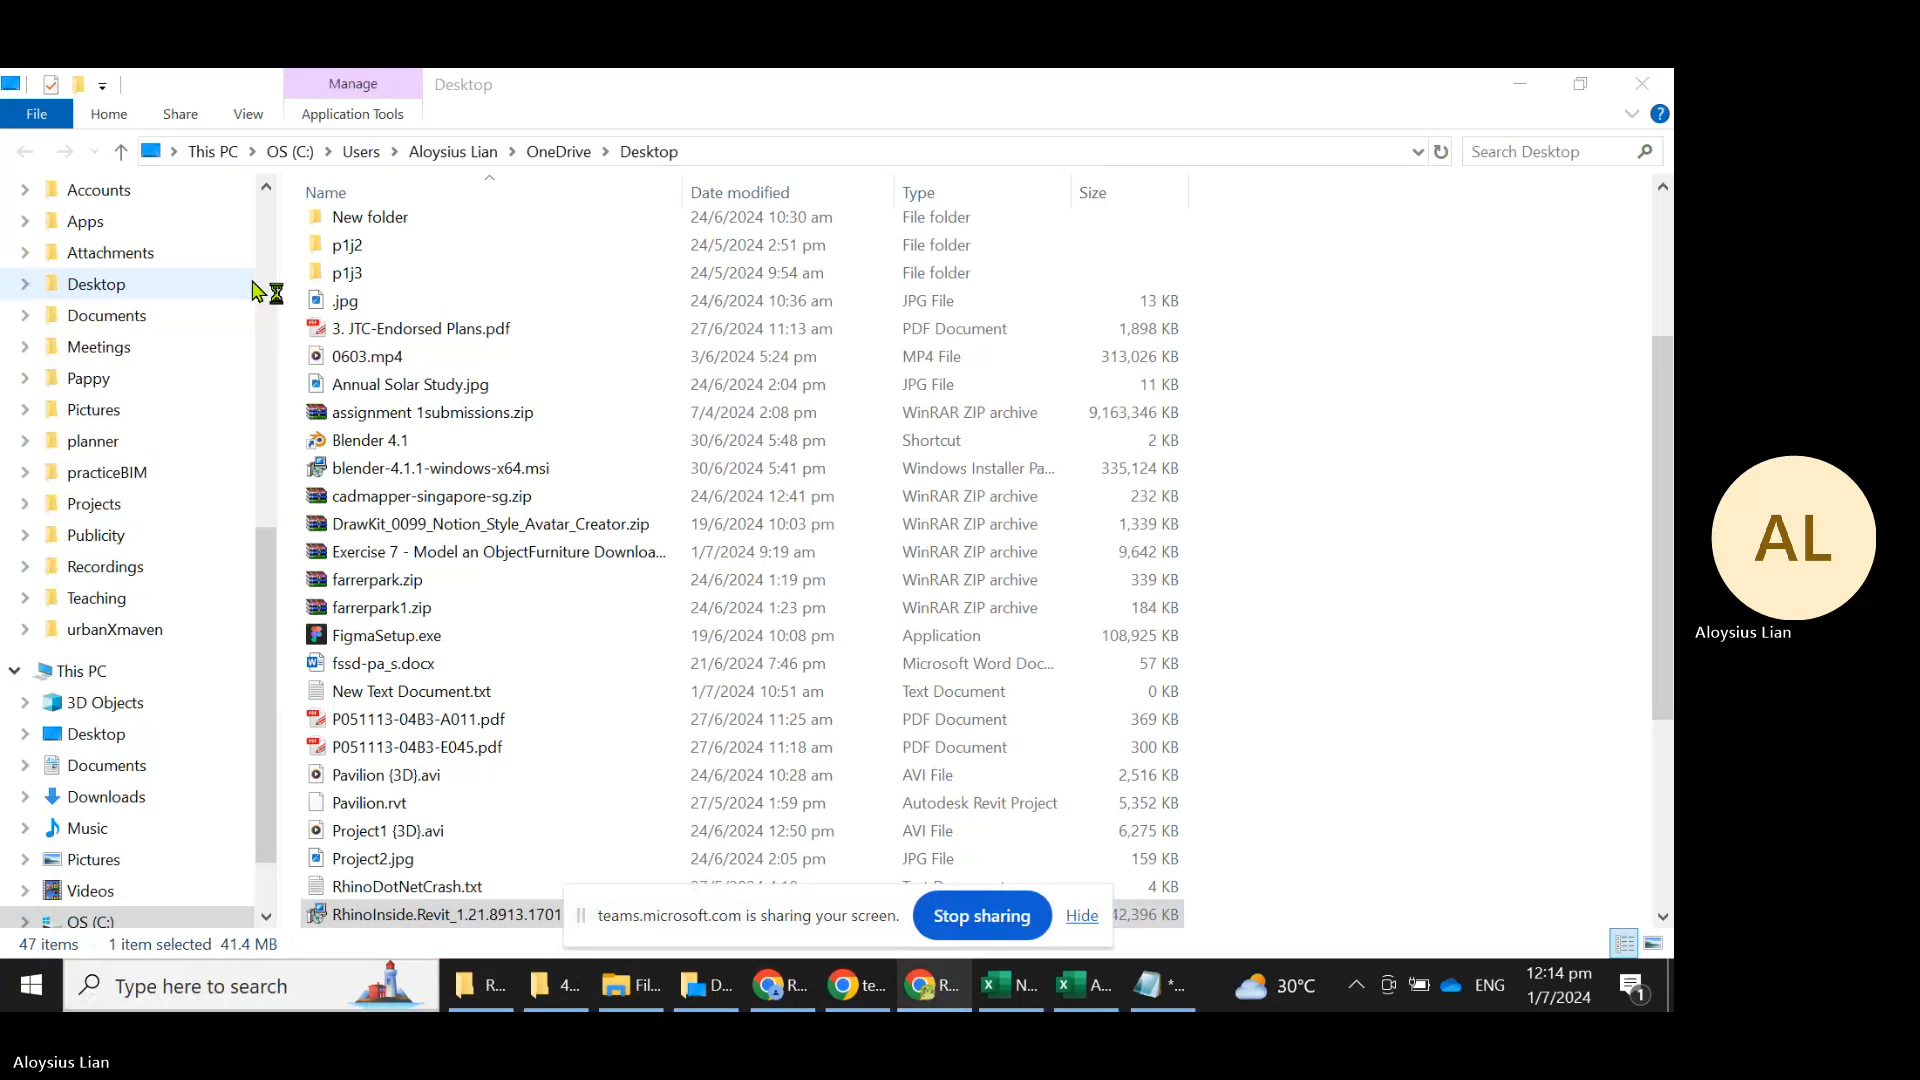 Manage
Desktop
File
Home
Share
View
Application Tools
This PC > OS (C:) > Users > Aloysius Lian > OneDrive > Desktop
Search Desktop
Name
Date modified
Type
Size
Accounts
Apps
Attachments
Desktop
Documents
Meetings
Pappy
Pictures
planner
practiceBIM
Projects
Publicity
Recordings
Teaching
urbanXmaven
This PC
3D Objects
Desktop
Documents
Downloads
Music
Pictures
Videos
OS (C:)
New folder 24/6/2024 10:30 am File folder
p1j2 24/5/2024 2:51 pm File folder
p1j3 24/5/2024 9:54 am File folder
.jpg 24/6/2024 10:36 am JPG File 13 KB
3. JTC-Endorsed Plans.pdf 27/6/2024 11:13 am PDF Document 1,898 KB
0603.mp4 3/6/2024 5:24 pm MP4 File 313,026 KB
Annual Solar Study.jpg 24/6/2024 2:04 pm JPG File 11 KB
assignment 1submissions.zip 7/4/2024 2:08 pm WinRAR ZIP archive 9,163,346 KB
Blender 4.1 30/6/2024 5:48 pm Shortcut 2 KB
blender-4.1.1-windows-x64.msi 30/6/2024 5:41 pm Windows Installer Pa... 335,124 KB
cadmapper-singapore-sg.zip 24/6/2024 12:41 pm WinRAR ZIP archive 232 KB
DrawKit_0099_Notion_Style_Avatar_Creator.zip 19/6/2024 10:03 pm WinRAR ZIP archive 1,339 KB
Exercise 7 - Model an ObjectFurniture Downloa... 1/7/2024 9:19 am WinRAR ZIP archive 9,642 KB
farrerpark.zip 24/6/2024 1:19 pm WinRAR ZIP archive 339 KB
farrerpark1.zip 24/6/2024 1:23 pm WinRAR ZIP archive 184 KB
FigmaSetup.exe 19/6/2024 10:08 pm Application 108,925 KB
fssd-pa_s.docx 21/6/2024 7:46 pm Microsoft Word Doc... 57 KB
New Text Document.txt 1/7/2024 10:51 am Text Document 0 KB
P051113-04B3-A011.pdf 27/6/2024 11:25 am PDF Document 369 KB
P051113-04B3-E045.pdf 27/6/2024 11:18 am PDF Document 300 KB
Pavilion {3D}.avi 24/6/2024 10:28 am AVI File 2,516 KB
Pavilion.rvt 27/5/2024 1:59 pm Autodesk Revit Project 5,352 KB
Project1 {3D}.avi 24/6/2024 12:50 pm AVI File 6,275 KB
Project2.jpg 24/6/2024 2:05 pm JPG File 159 KB
RhinoDotNetCrash.txt 4 KB
RhinoInside.Revit_1.21.8913.1701 42,396 KB
teams.microsoft.com is sharing your screen.
Stop sharing
Hide
47 items 1 item selected 41.4 MB
Type here to search
R...
4...
Fil...
D...
R...
te...
R...
N...
A...
*...
30°C
ENG
12:14 pm
1/7/2024
1
AL
Aloysius Lian
Aloysius Lian